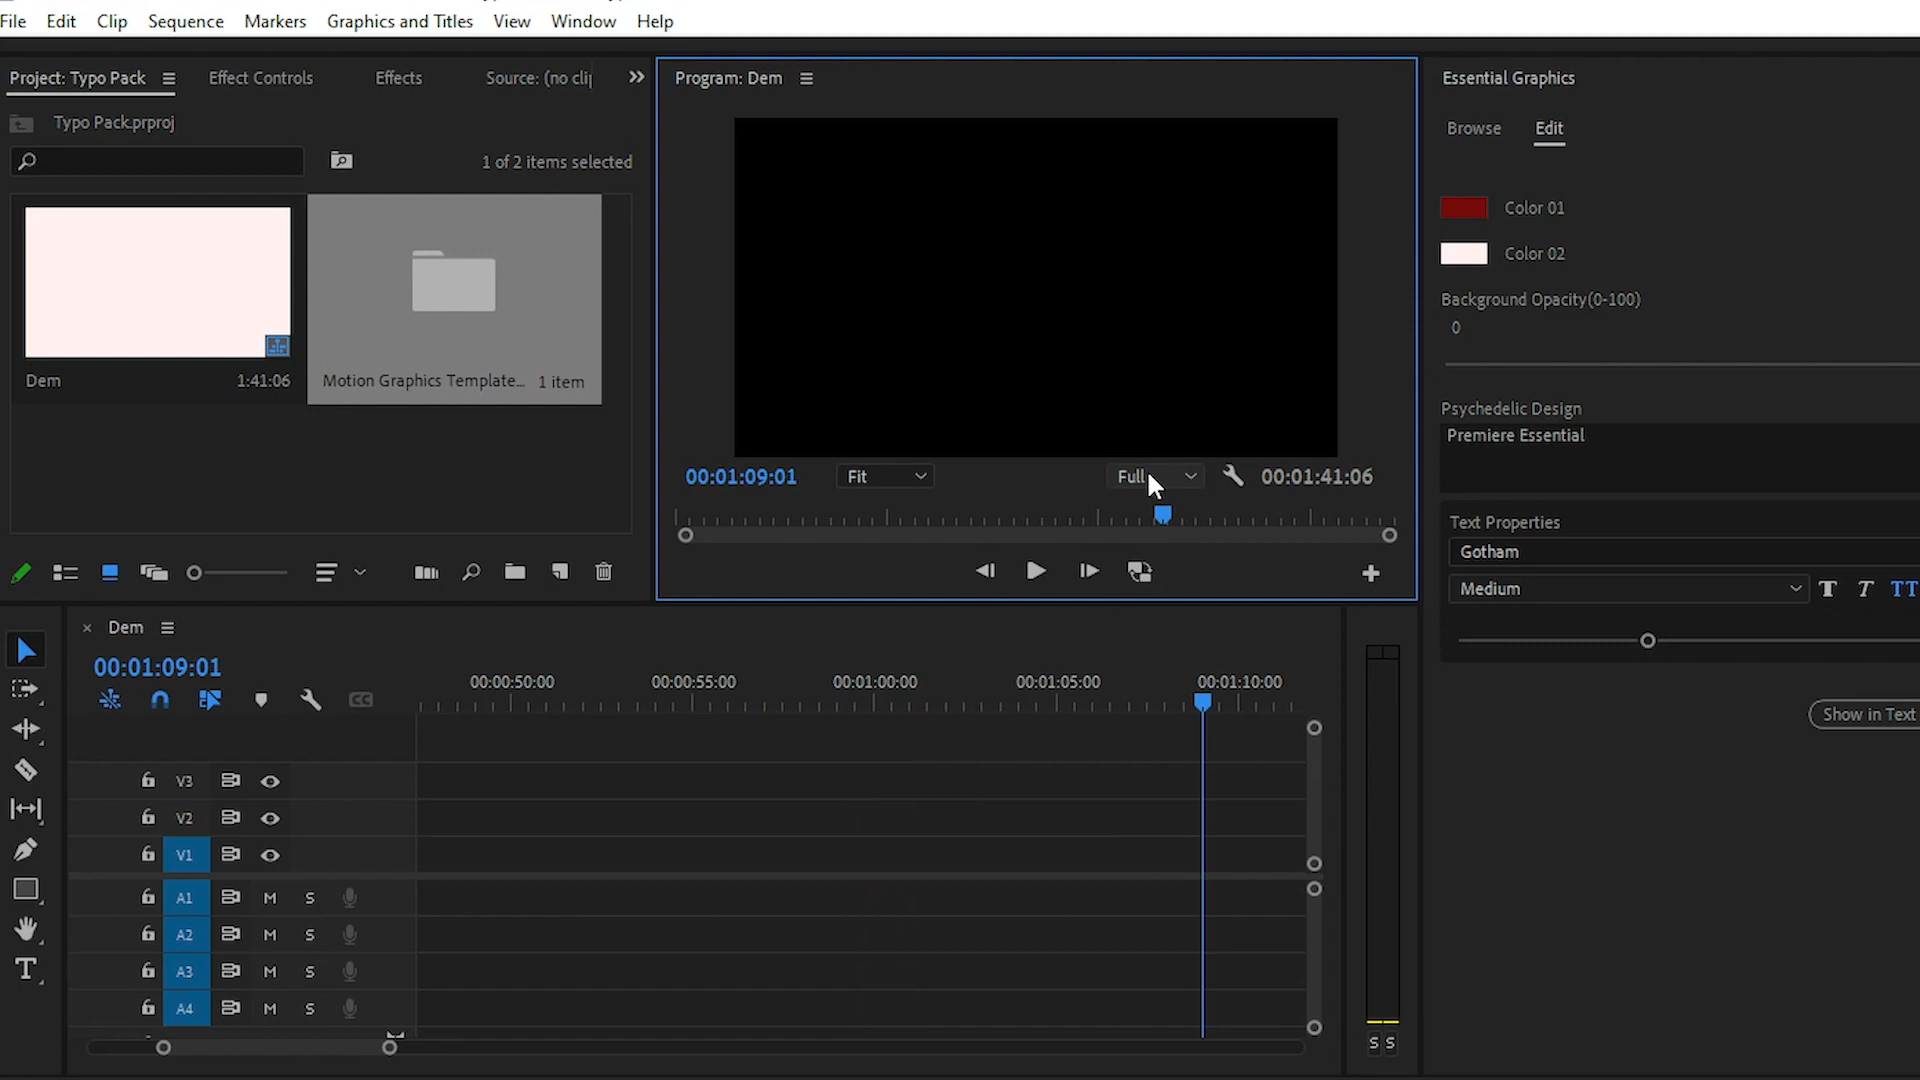 File Edit Clip Sequence Markers Graphics and Titles View Window Help
Project: Typo Pack Effect Controls Effects Source: (no cli
Typo Pack.prproj
1 of 2 items selected
Dem 1:41:06
Motion Graphics Template... 1 item
Program: Dem
00:01:09:01 Fit Full 00:01:41:06
Essential Graphics
Browse Edit
Color 01
Color 02
Background Opacity(0-100)
0
Psychedelic Design
Premiere Essential
Text Properties
Gotham
Medium T T TT
Show in Text
Dem
00:01:09:01
CC
00:00:50:00 00:00:55:00 00:01:00:00 00:01:05:00 00:01:10:00
V3
V2
V1
A1 M S
A2 M S
A3 M S
A4 M S
T
S S